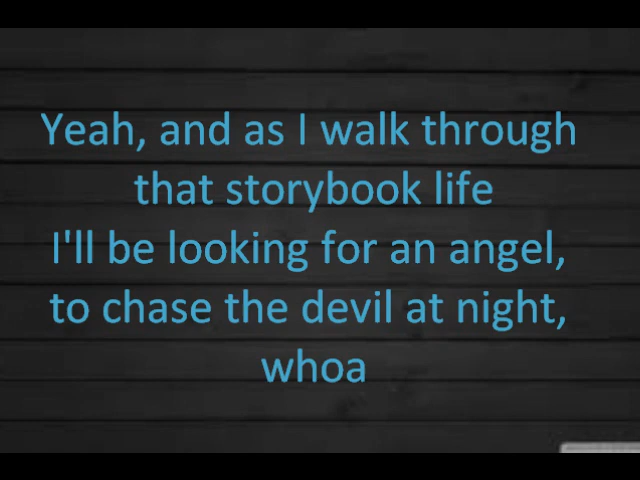 Yeah, and as I walk through
that storybook life
I'll be looking for an angel,
to chase the devil at night,
whoa